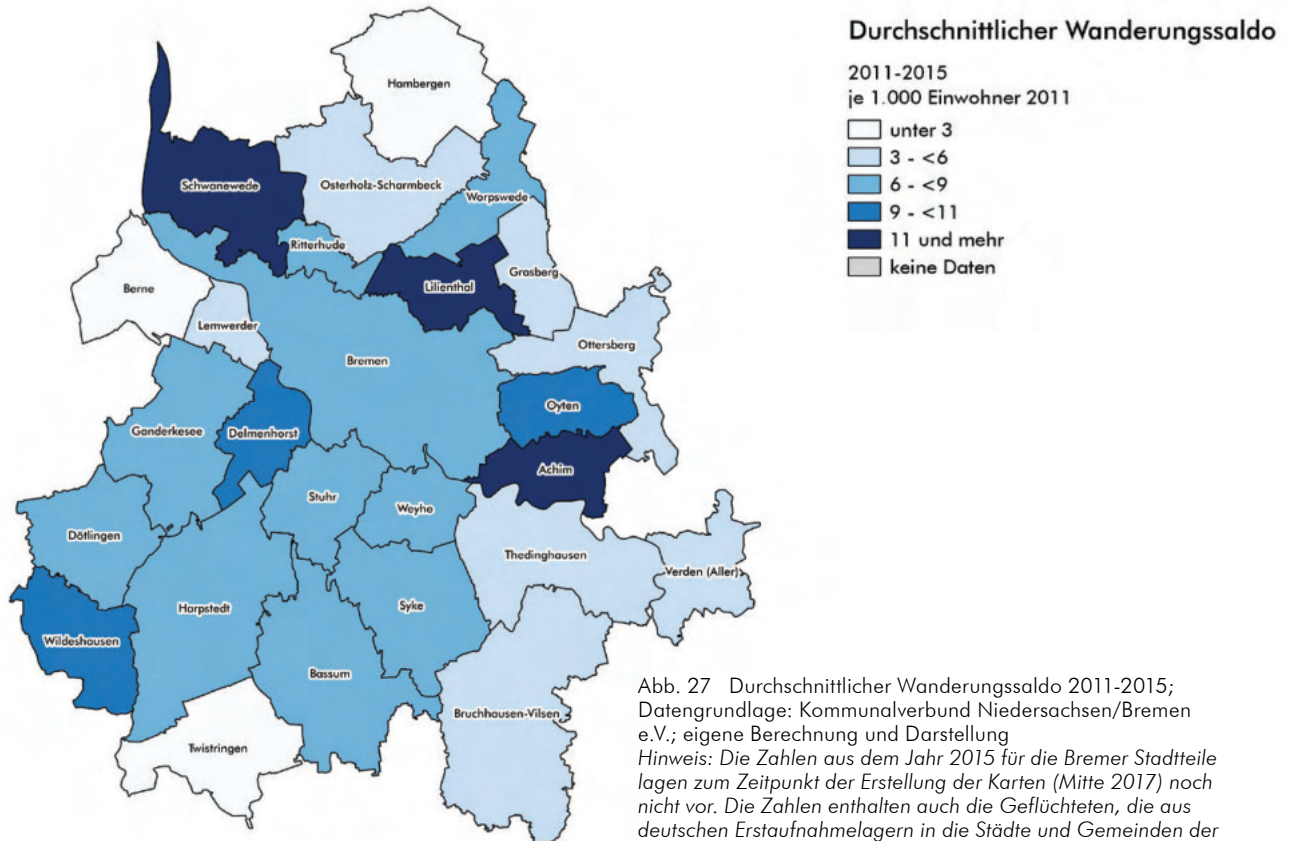 Durchschnittlicher Wanderungssaldo
2011-2015
je 1.000 Einwohner 2011
unter 3
3 - <6
6 - <9
9 - <11
11 und mehr
keine Daten
Hambergen
Schwanewede
Osterholz-Scharmbeck
Worpswede
Ritterhude
Grasberg
Berne
Lilienthal
Lemwerder
Ottersberg
Bremen
Oyten
Ganderkesee
Delmenhorst
Achim
Stuhr
Weyhe
Dötlingen
Thedinghausen
Verden (Aller)
Harpstedt
Syke
Wildeshausen
Bassum
Bruchhausen-Vilsen
Twistringen
Abb. 27 Durchschnittlicher Wanderungssaldo 2011-2015;
Datengrundlage: Kommunalverbund Niedersachsen/Bremen
e.V.; eigene Berechnung und Darstellung
Hinweis: Die Zahlen aus dem Jahr 2015 für die Bremer Stadtteile
lagen zum Zeitpunkt der Erstellung der Karten (Mitte 2017) noch
nicht vor. Die Zahlen enthalten auch die Geflüchteten, die aus
deutschen Erstaufnahmelagern in die Städte und Gemeinden der